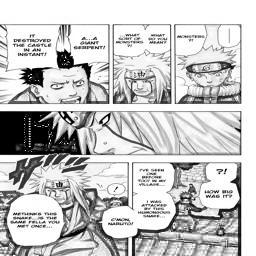 MONSTERS
?!
WHAT DO
YOU MEAN?
WHAT
SORT OF
MONSTERS
?!
A...A
GIANT
SERPENT!
IT
DESTROYED
THE CASTLE
IN AN
INSTANT!
?!
HOW BIG
WAS IT?
I'VE SEEN
ONE
BEFORE
TOO! IN MY
VILLAGE...
I WAS
ATTACKED
BY THIS
HUMONGOUS
SNAKE...
!
METHINKS THIS
SNAKE...IS THE
SAME FELLA
YOU MET
ONCE...
C'MON,
NARUTO!